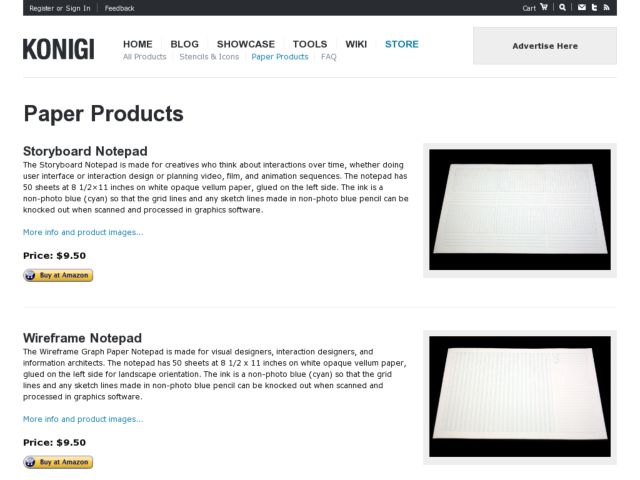 Register or Sign In
Feedback
Cart
KONIGI
HOME
BLOG
SHOWCASE
TOOLS
WIKI
STORE
All Products
Stencils & Icons
Paper Products
FAQ
Advertise Here
Paper Products
Storyboard Notepad
The Storyboard Notepad is made for creatives who think about interactions over time, whether doing
user interface or interaction design or planning video, film, and animation sequences. The notepad has
50 sheets at 8 1/2×11 inches on white opaque vellum paper, glued on the left side. The ink is a
non-photo blue (cyan) so that the grid lines and any sketch lines made in non-photo blue pencil can be
knocked out when scanned and processed in graphics software.
More info and product images...
Price: $9.50
Buy at Amazon
Wireframe Notepad
The Wireframe Graph Paper Notepad is made for visual designers, interaction designers, and
information architects. The notepad has 50 sheets at 8 1/2 x 11 inches on white opaque vellum paper,
glued on the left side for landscape orientation. The ink is a non-photo blue (cyan) so that the grid
lines and any sketch lines made in non-photo blue pencil can be knocked out when scanned and
processed in graphic software.
More info and product images...
Price: $9.50
Buy at Amazon